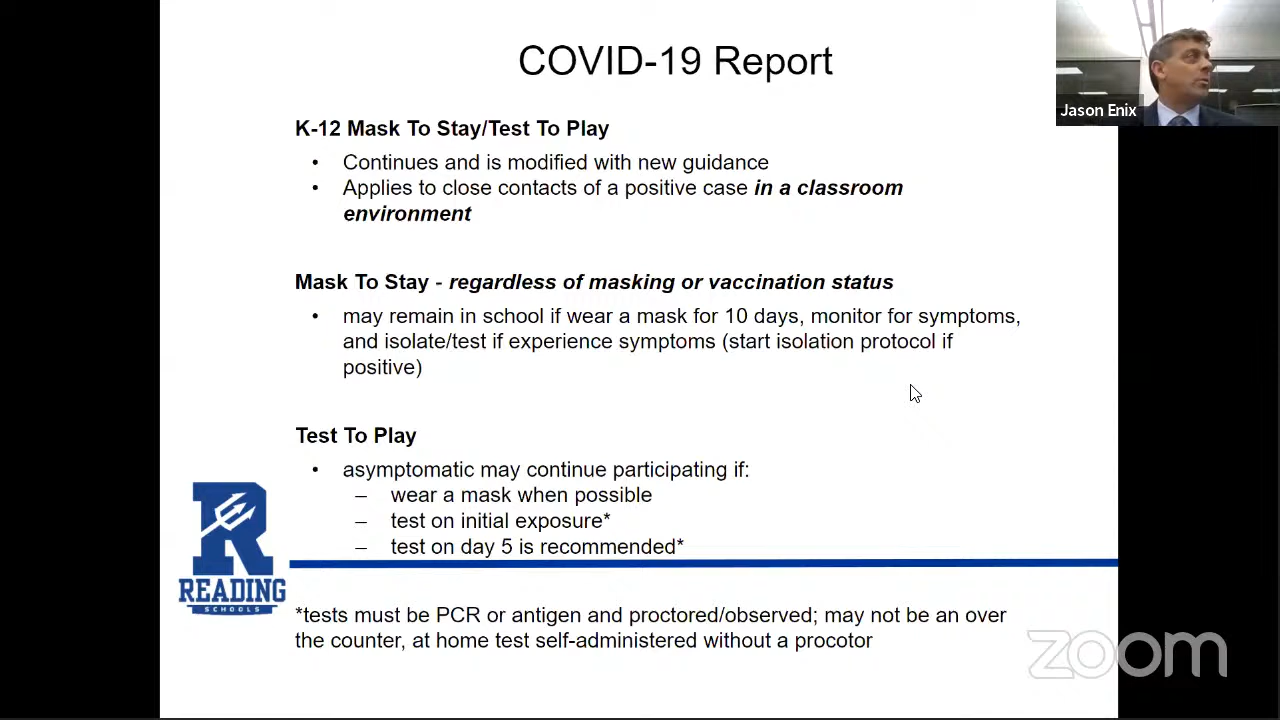 COVID-19 Report
Jason Enix
K-12 Mask To Stay/Test To Play
• Continues and is modified with new guidance
• Applies to close contacts of a positive case in a classroom
environment
Mask To Stay - regardless of masking or vaccination status
• may remain in school if wear a mask for 10 days, monitor for symptoms,
and isolate/test if experience symptoms (start isolation protocol if
positive)
Test To Play
• asymptomatic may continue participating if:
– wear a mask when possible
– test on initial exposure*
– test on day 5 is recommended*
R
READING
SCHOOLS
*tests must be PCR or antigen and proctored/observed; may not be an over
the counter, at home test self-administered without a procotor
zoom